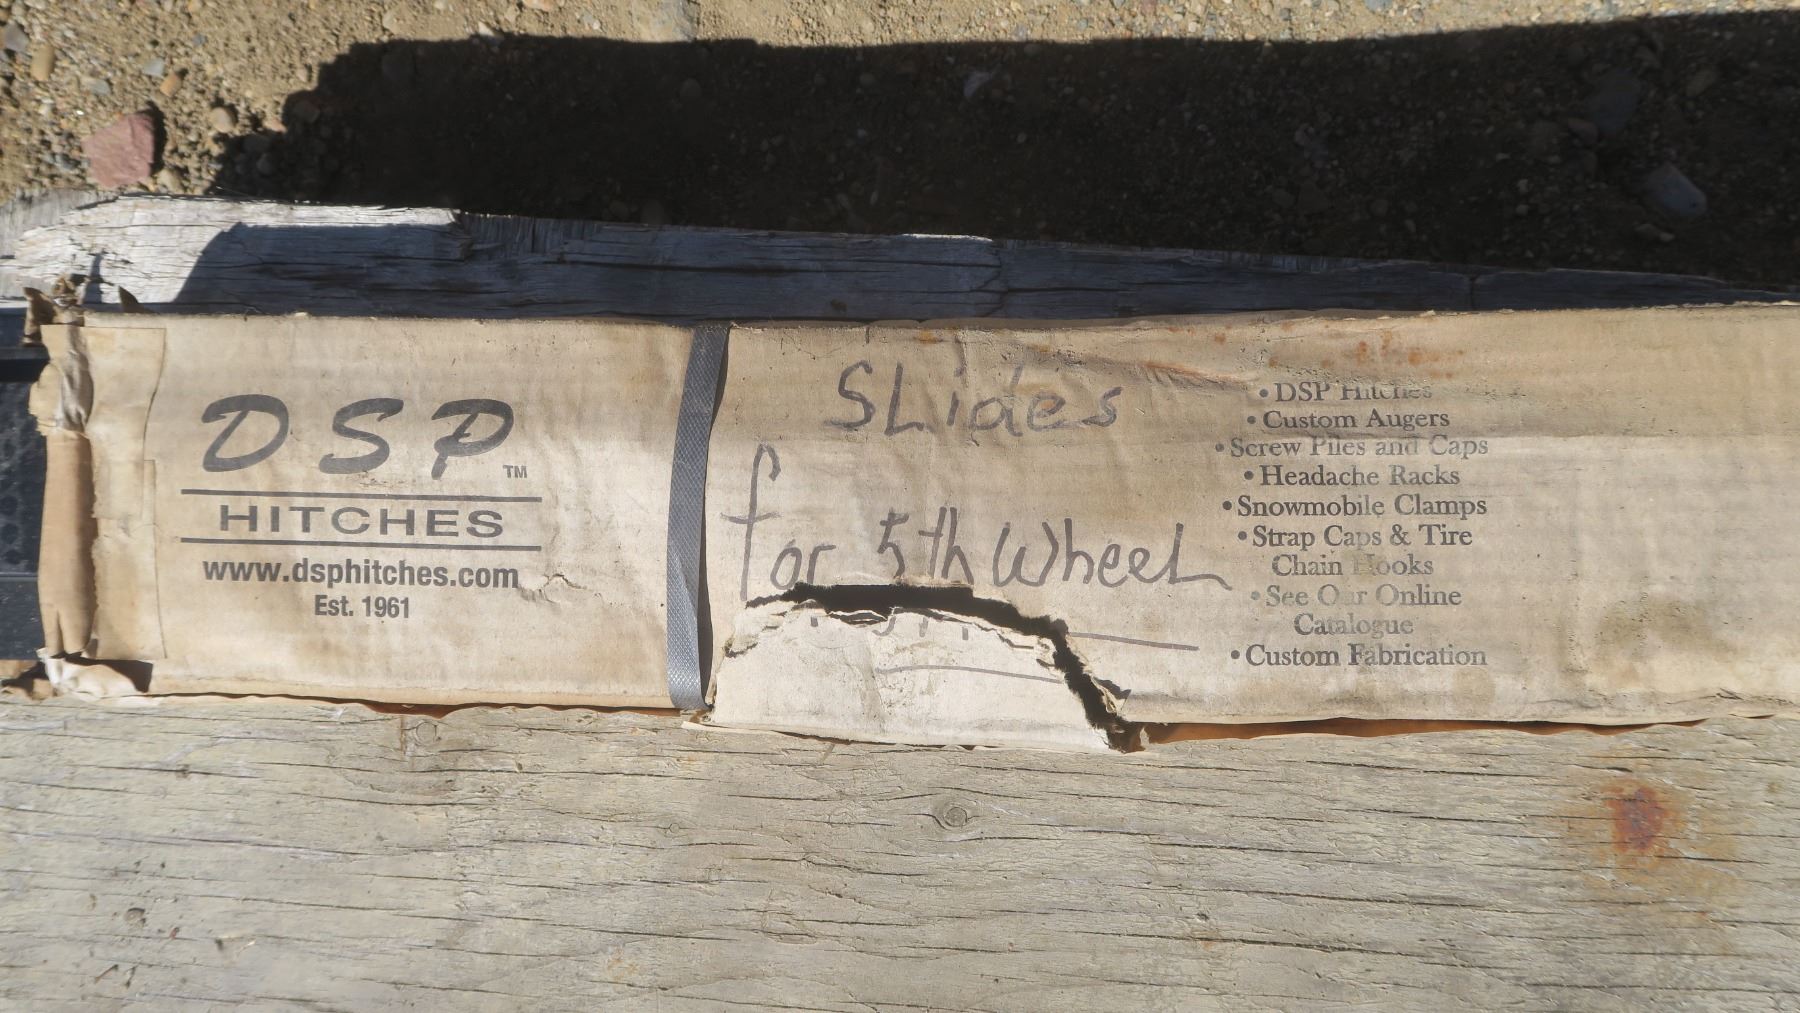 DSP™
HITCHES
www.dsphitches.com
Est. 1961
SLides
for 5th Wheel
• DSP Hitches
• Custom Augers
• Screw Piles and Caps
• Headache Racks
• Snowmobile Clamps
• Strap Caps & Tire
Chain Hooks
• See Our Online
Catalogue
• Custom Fabrication